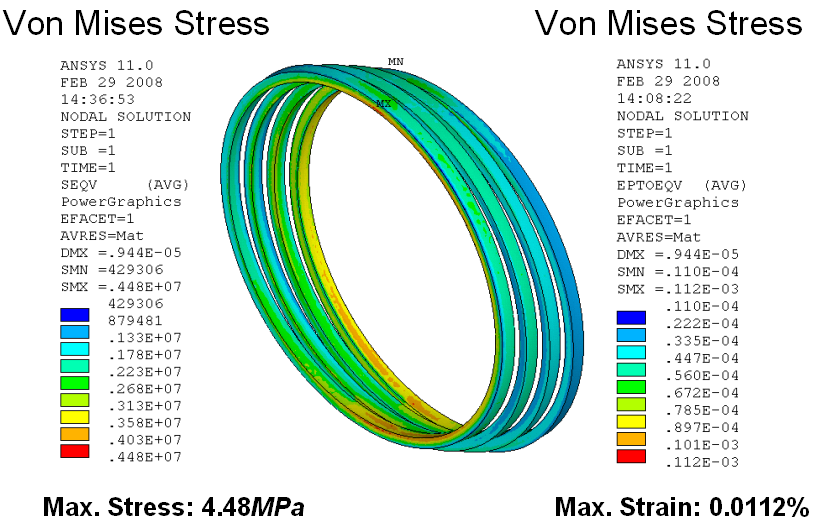 Von Mises Stress
ANSYS 11.0
FEB 29 2008
14:36:53
NODAL SOLUTION
STEP=1
SUB =1
TIME=1
SEQV (AVG)
PowerGraphics
EFACET=1
AVRES=Mat
DMX =.944E-05
SMN =429306
SMX =.448E+07
429306
879481
.133E+07
.178E+07
.223E+07
.268E+07
.313E+07
.358E+07
.403E+07
.448E+07
Max. Stress: 4.48MPa
MN
MX
Von Mises Stress
ANSYS 11.0
FEB 29 2008
14:08:22
NODAL SOLUTION
STEP=1
SUB =1
TIME=1
EPTOEQV (AVG)
PowerGraphics
EFACET=1
AVRES=Mat
DMX =.944E-05
SMN =.110E-04
SMX =.112E-03
.110E-04
.222E-04
.335E-04
.447E-04
.560E-04
.672E-04
.785E-04
.897E-04
.101E-03
.112E-03
Max. Strain: 0.0112%